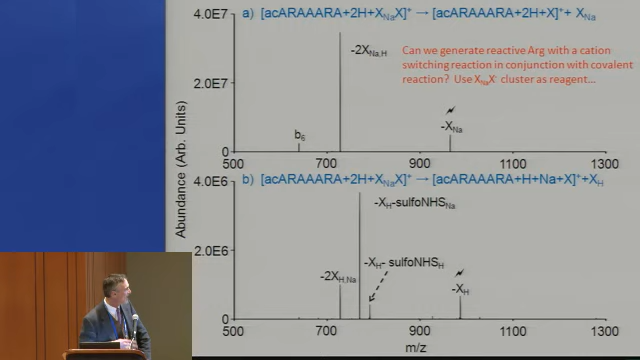 a) [acARAAARA+2H+X_NaX]⁺ → [acARAAARA+2H+X]⁺+ X_Na
4.0E7
-2X_Na,H
Can we generate reactive Arg with a cation
switching reaction in conjunction with covalent
reaction? Use X_NaX⁻ cluster as reagent...
2.0E7
b₆
-X_Na
0
500 700 900 1100 1300
Abundance (Arb. Units)
b) [acARAAARA+2H+X_NaX]⁺ → [acARAAARA+H+Na+X]⁺+X_H
4.0E6
-X_H-sulfoNHS_Na
2.0E6
-2X_H,Na
-X_H- sulfoNHS_H
-X_H
0
500 700 900 1100 1300
m/z